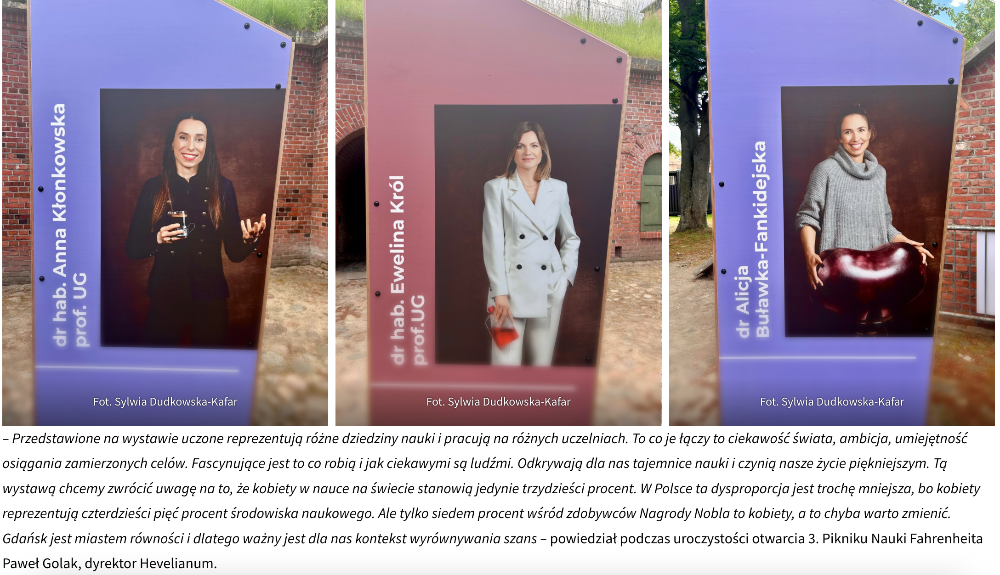 dr hab. Anna Kłonkowska
prof. UG
Fot. Sylwia Dudkowska-Kafar
dr hab. Ewelina Król
prof.UG
Fot. Sylwia Dudkowska-Kafar
dr Alicja
Buławka-Fankidejska
Fot. Sylwia Dudkowska-Kafar
– Przedstawione na wystawie uczone reprezentują różne dziedziny nauki i pracują na różnych uczelniach. To co je łączy to ciekawość świata, ambicja, umiejętność
osiągania zamierzonych celów. Fascynujące jest to co robią i jak ciekawymi są ludźmi. Odkrywają dla nas tajemnice nauki i czynią nasze życie piękniejszym. Tą
wystawą chcemy zwrócić uwagę na to, że kobiety w nauce na świecie stanowią jedynie trzydzieści procent. W Polsce ta dysproporcja jest trochę mniejsza, bo kobiety
reprezentują czterdzieści pięć procent środowiska naukowego. Ale tylko siedem procent wśród zdobywców Nagrody Nobla to kobiety, a to chyba warto zmienić.
Gdańsk jest miastem równości i dlatego ważny jest dla nas kontekst wyrównywania szans – powiedział podczas uroczystości otwarcia 3. Pikniku Nauki Fahrenheita
Paweł Golak, dyrektor Hevelianum.